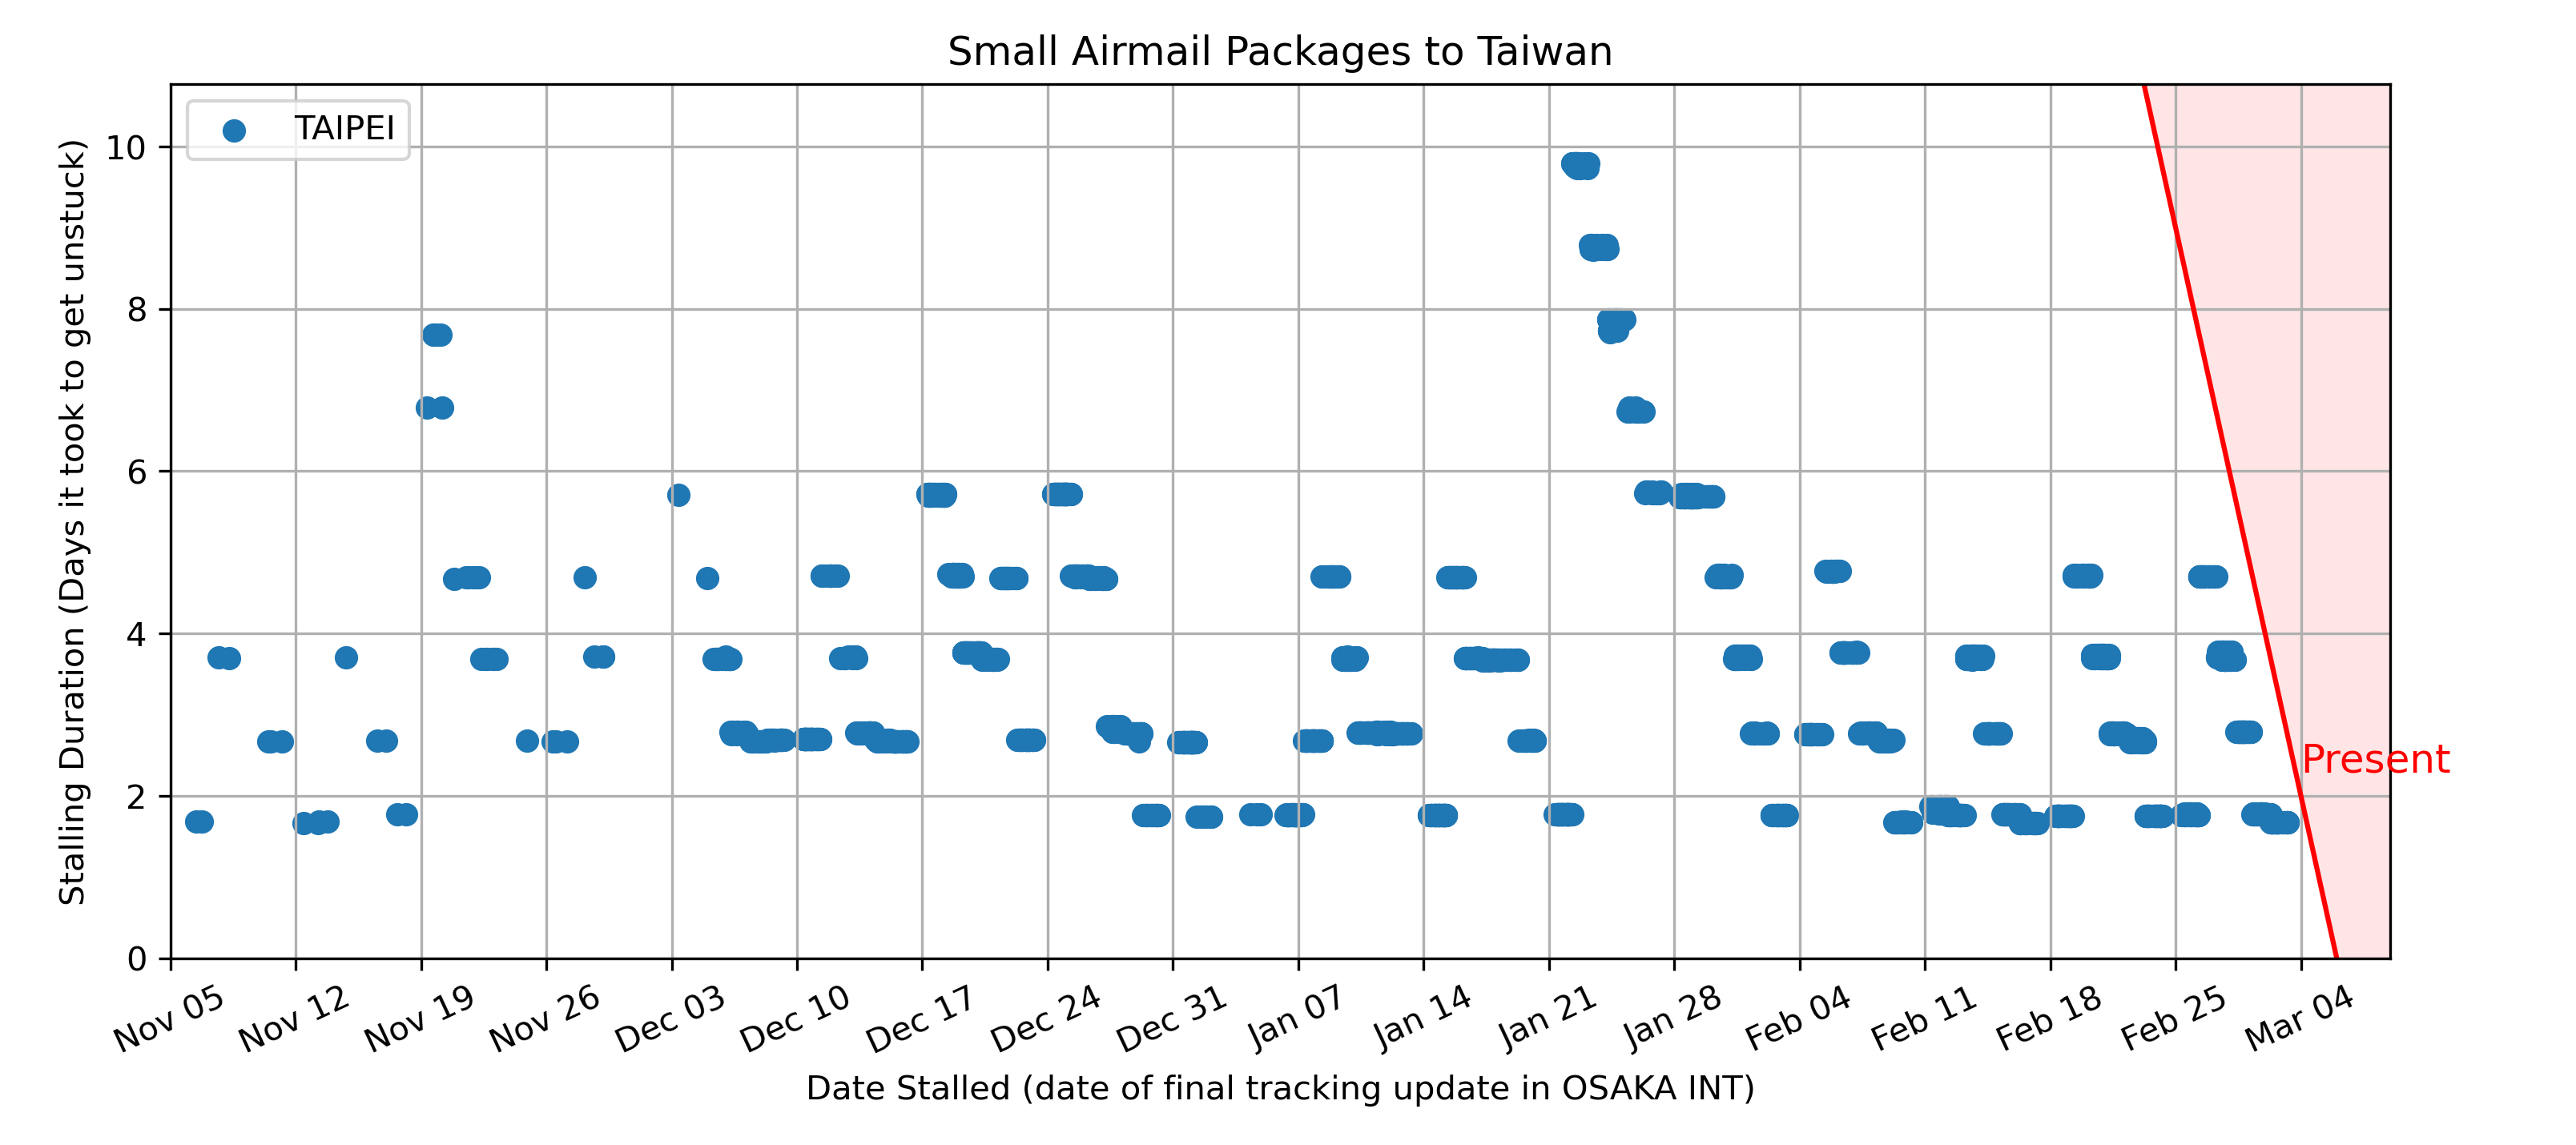 Small Airmail Packages to Taiwan
TAIPEI
Stalling Duration (Days it took to get unstuck)
10
8
6
4
2
0
Present
Nov 05
Nov 12
Nov 19
Nov 26
Dec 03
Dec 10
Dec 17
Dec 24
Dec 31
Jan 07
Jan 14
Jan 21
Jan 28
Feb 04
Feb 11
Feb 18
Feb 25
Mar 04
Date Stalled (date of final tracking update in OSAKA INT)